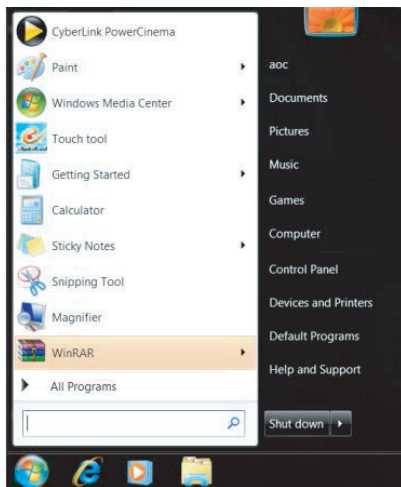 CyberLink PowerCinema
Paint
Windows Media Center
Touch tool
Getting Started
Calculator
Sticky Notes
Snipping Tool
Magnifier
WinRAR
All Programs
aoc
Documents
Pictures
Music
Games
Computer
Control Panel
Devices and Printers
Default Programs
Help and Support
Shut down